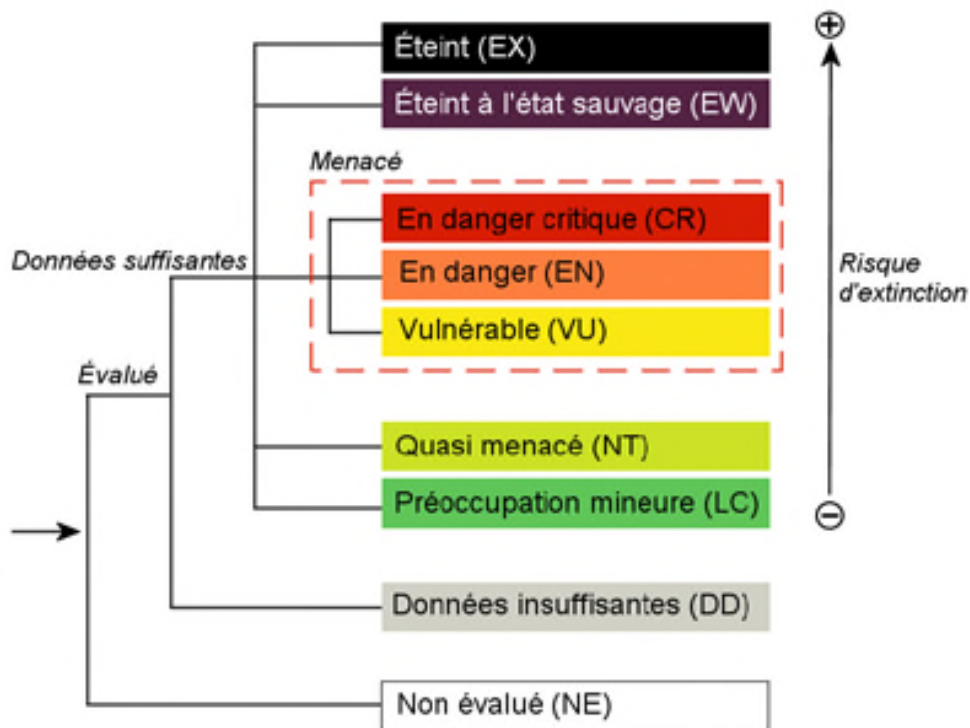 Éteint (EX)
Éteint à l'état sauvage (EW)
Menacé
En danger critique (CR)
Données suffisantes
En danger (EN)
Risque
d'extinction
Vulnérable (VU)
Évalué
Quasi menacé (NT)
Préoccupation mineure (LC)
Données insuffisantes (DD)
Non évalué (NE)